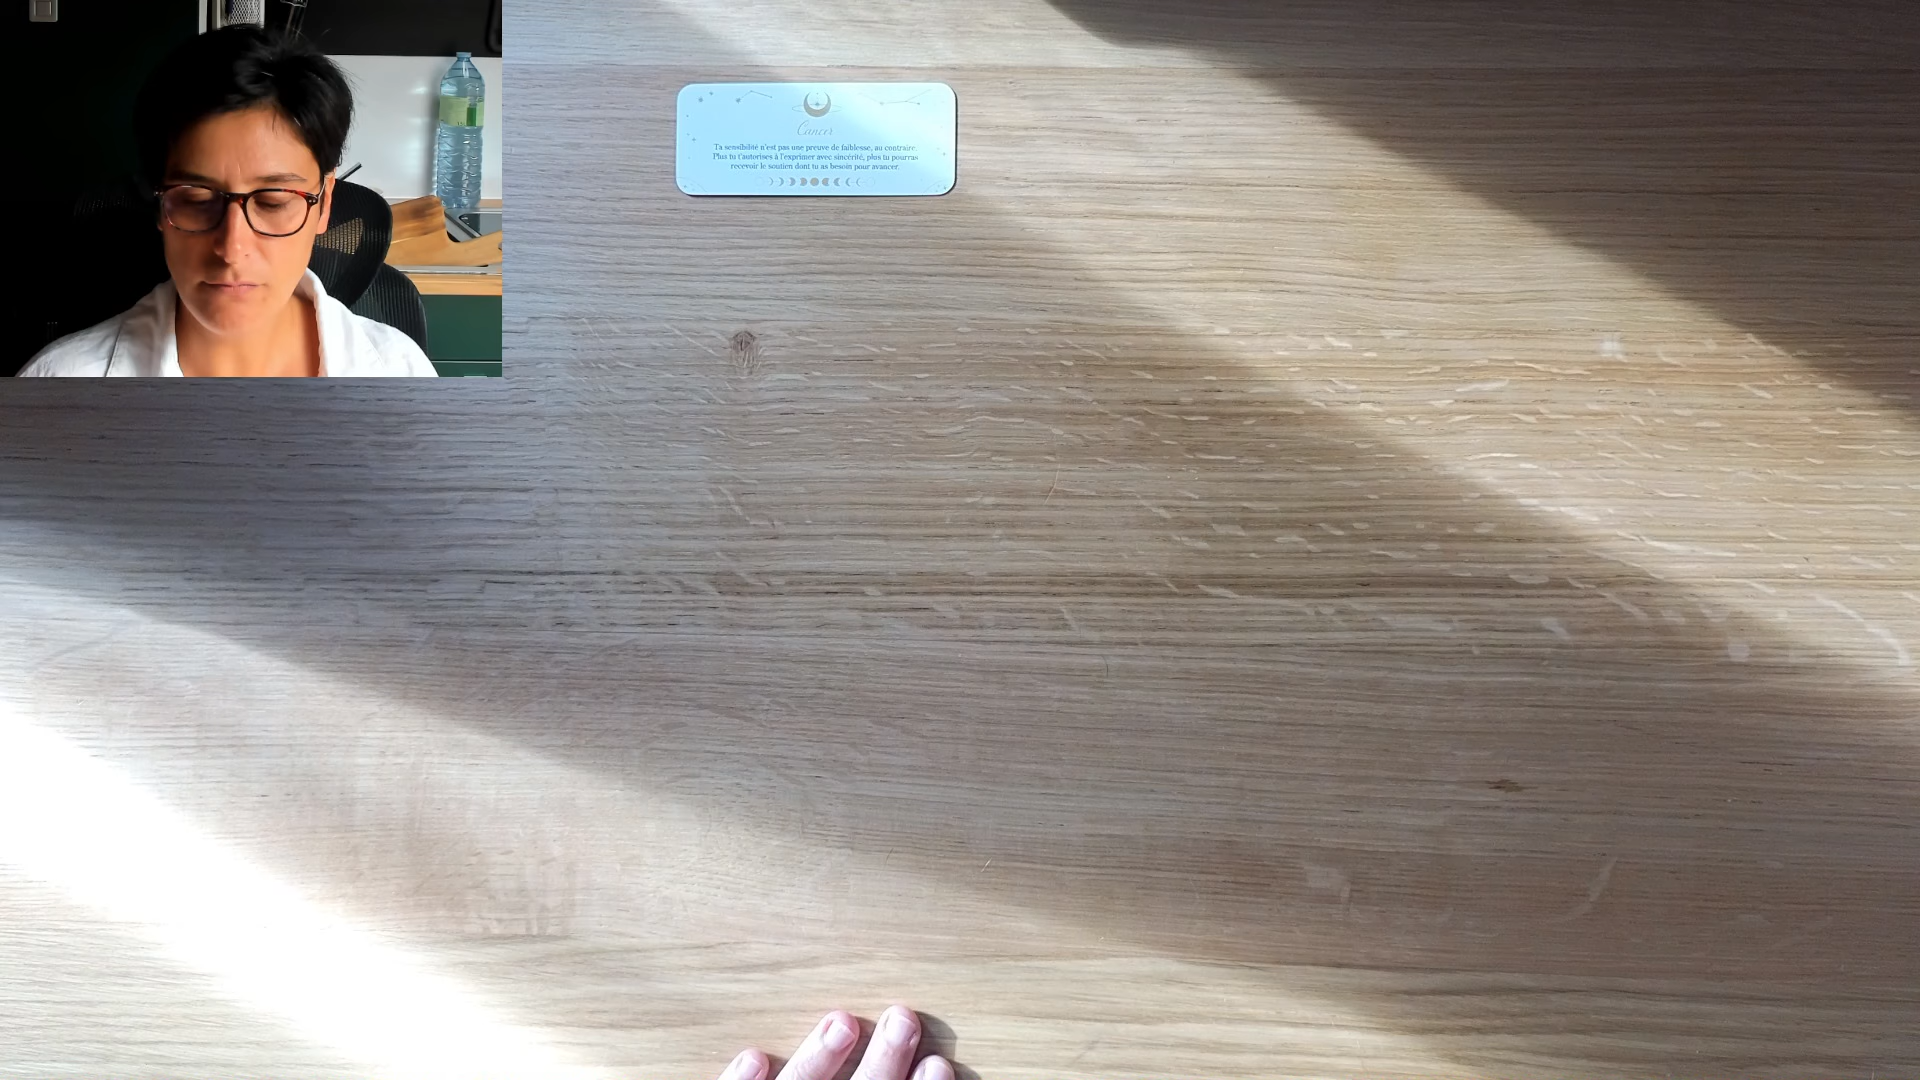 Cancer
Ta sensibilité n'est pas une preuve de faiblesse, au contraire.
Plus tu t'autorises à l'exprimer avec sincérité, plus tu pourras
recevoir le soutien dont tu as besoin pour avancer.